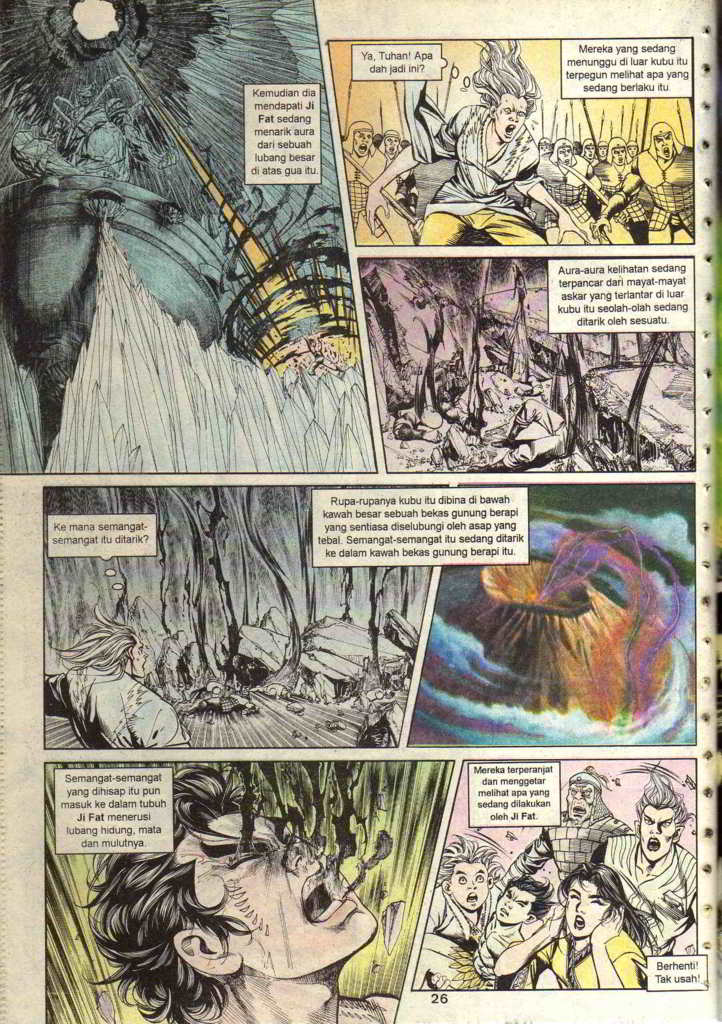 Kemudian dia
mendapati Ji
Fat sedang
menarik aura
dari sebuah
lubang besar
di atas gua itu.
Ya, Tuhan! Apa
dah jadi ini?
Mereka yang sedang
menunggu di luar kubu itu
terpegun melihat apa yang
sedang berlaku itu.
Aura-aura kelihatan sedang
terpancar dari mayat-mayat
askar yang terlantar di luar
kubu itu seolah-olah sedang
ditarik oleh sesuatu.
Ke mana semangat-
semangat itu ditarik?
Rupa-rupanya kubu itu dibina di bawah
kawah besar sebuah bekas gunung berapi
yang sentiasa diselubungi oleh asap yang
tebal. Semangat-semangat itu sedang ditarik
ke dalam kawah bekas gunung berapi itu.
Semangat-semangat
yang dihisap itu pun
masuk ke dalam tubuh
Ji Fat menerusi
lubang hidung, mata
dan mulutnya.
Mereka terperanjat
dan menggetar
melihat apa yang
sedang dilakukan
oleh Ji Fat.
Berhenti!
Tak usah!
26